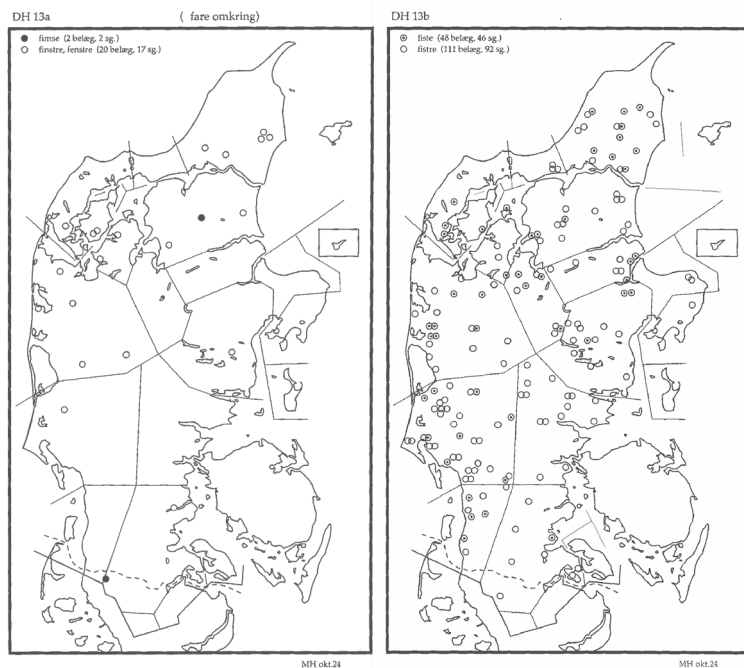 DH 13a
( fare omkring)
fimse (2 belæg, 2 sg.)
finstre, fenstre (20 belæg, 17 sg.)
MH okt.24
DH 13b
fiste (48 belæg, 46 sg.)
fistre (111 belæg, 92 sg.)
MH okt.24